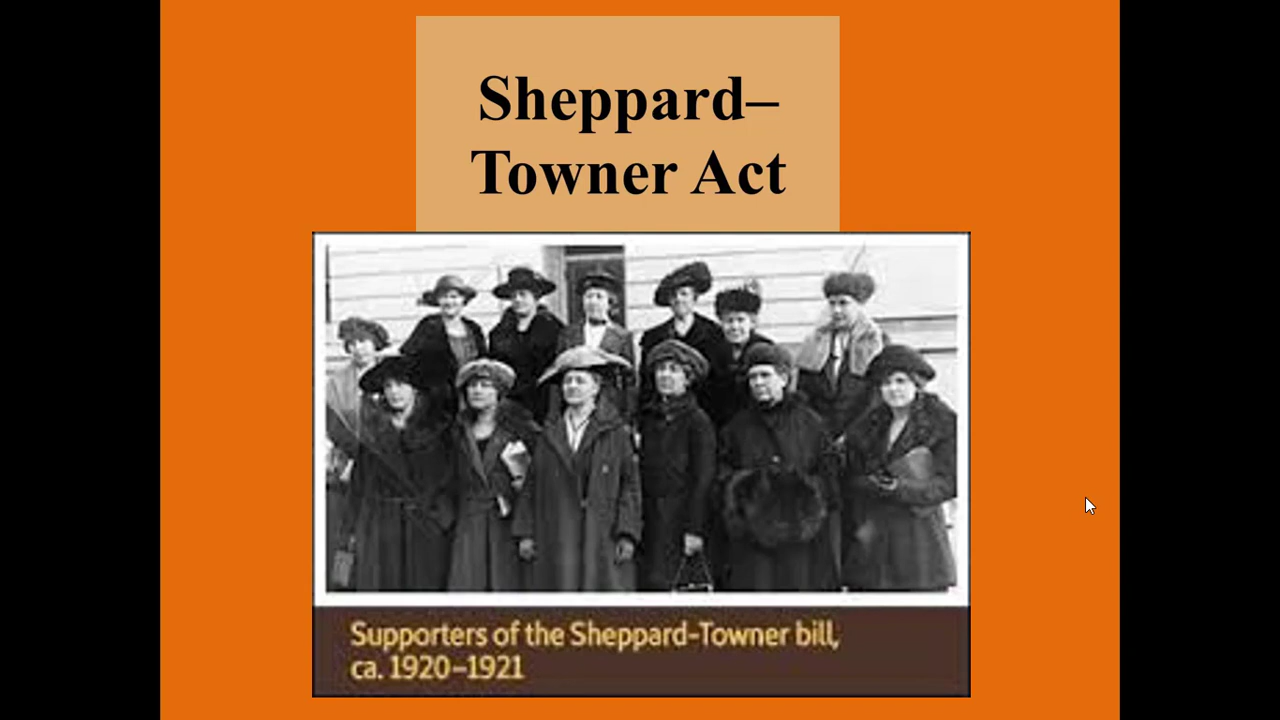 Sheppard–
Towner Act
Supporters of the Sheppard-Towner bill,
ca. 1920–1921